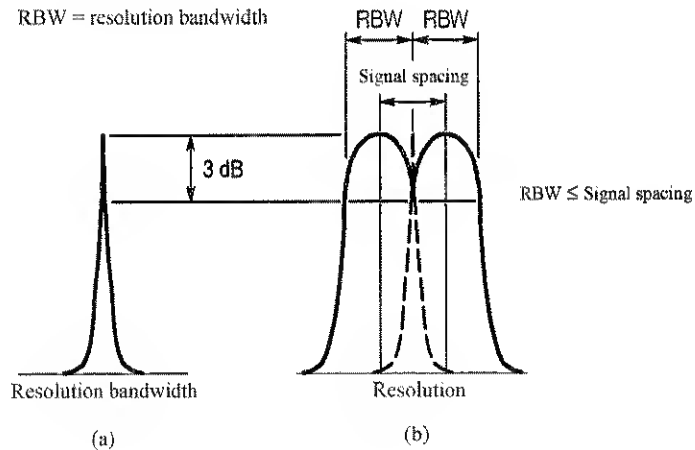 RBW = resolution bandwidth
RBW RBW
Signal spacing
3 dB
RBW ≤ Signal spacing
Resolution bandwidth
Resolution
(a)
(b)